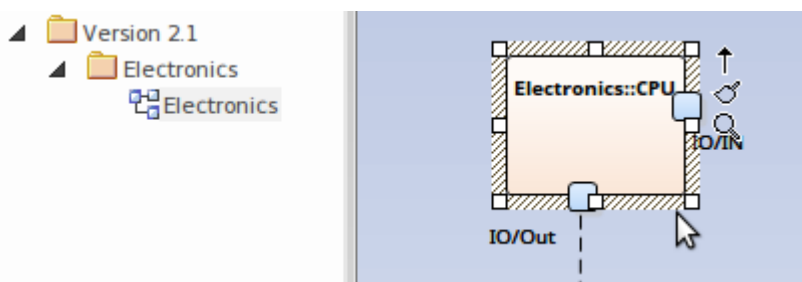 Version 2.1
Electronics
Electronics
Electronics::CPU
IO/IN
IO/Out